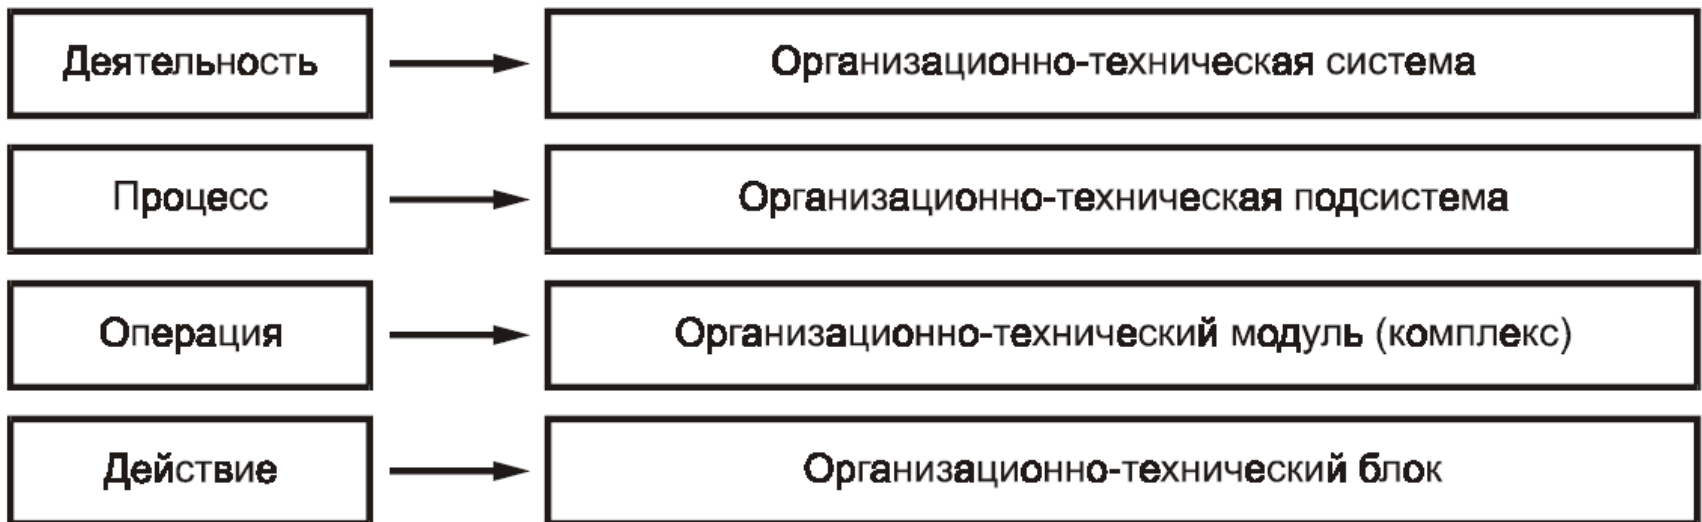 Деятельность
Организационно-техническая система
Процесс
Организационно-техническая подсистема
Операция
Организационно-технический модуль (комплекс)
Действие
Организационно-технический блок